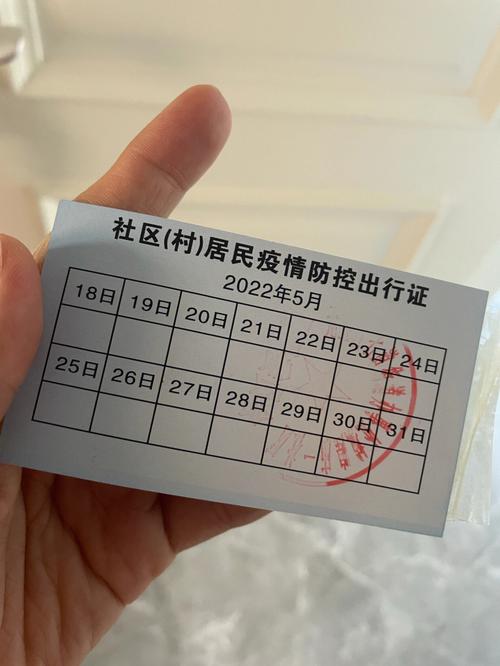 社区(村)居民疫情防控出行证
2022年5月
18日 19日 20日 21日 22日 23日 24日
25日 26日 27日 28日 29日 30日 31日